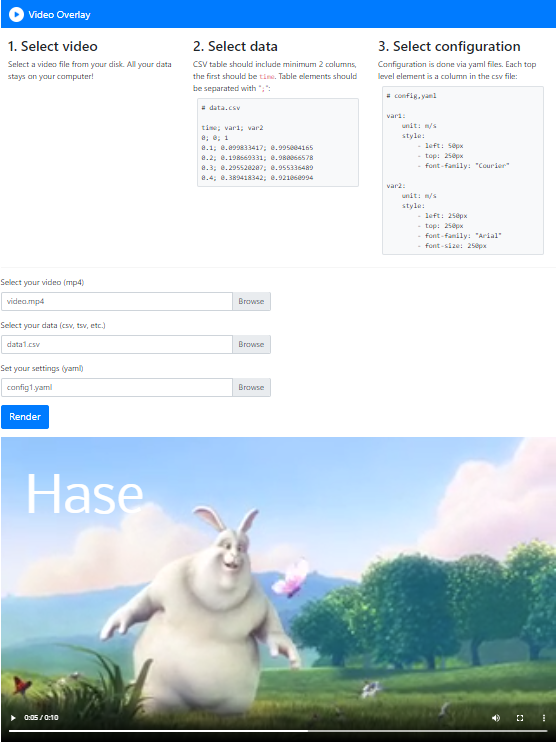 Video Overlay
1. Select video
Select a video file from your disk. All your data
stays on your computer!
2. Select data
CSV table should include minimum 2 columns,
the first should be time. Table elements should
be separated with ";":
# data.csv
time; var1; var2
0; 0; 1
0.1; 0.099833417; 0.995004165
0.2; 0.198669331; 0.980066578
0.3; 0.295520207; 0.955336489
0.4; 0.389418342; 0.921060994
3. Select configuration
Configuration is done via yaml files. Each top
level element is a column in the csv file:
# config.yaml
var1:
unit: m/s
style:
- left: 50px
- top: 250px
- font-family: "Courier"
var2:
unit: m/s
style:
- left: 250px
- top: 250px
- font-family: "Arial"
- font-size: 250px
Select your video (mp4)
video.mp4 Browse
Select your data (csv, tsv, etc.)
data1.csv Browse
Set your settings (yaml)
config1.yaml Browse
Render
Hase
0:05 / 0:10